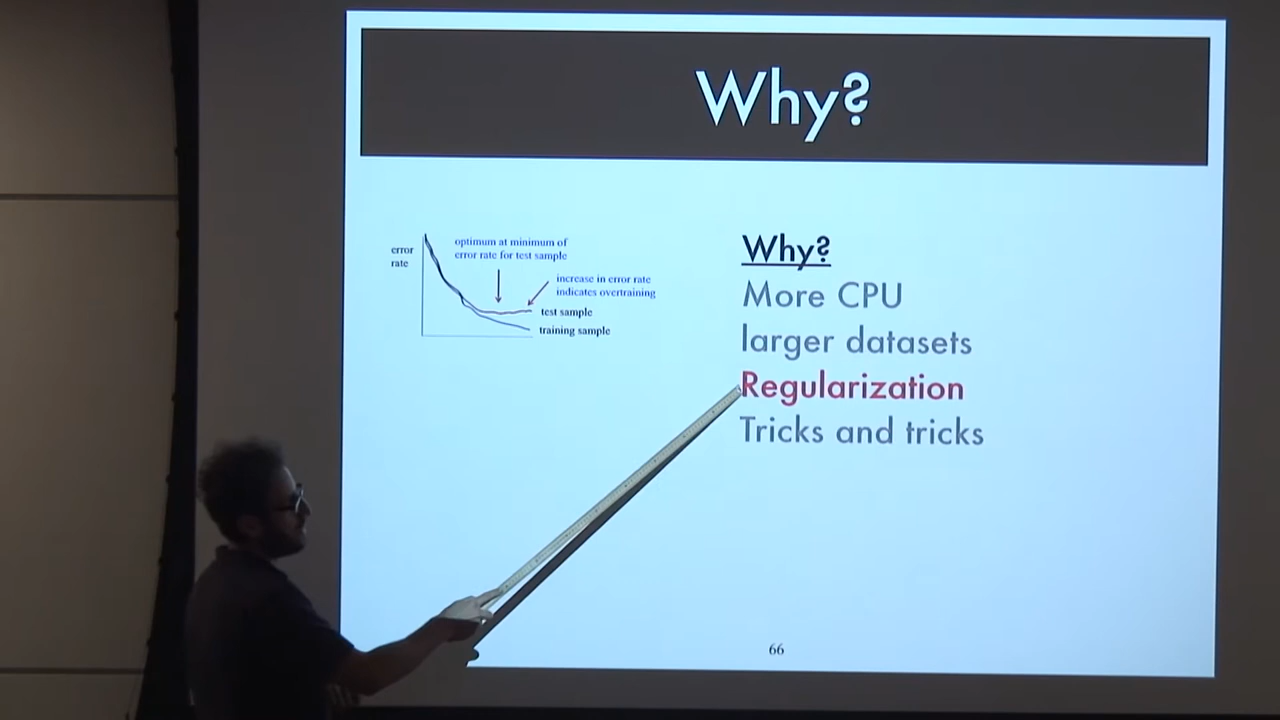 Why?
error
rate
optimum at minimum of
error rate for test sample
increase in error rate
indicates overtraining
test sample
training sample
Why?
More CPU
larger datasets
Regularization
Tricks and tricks
66